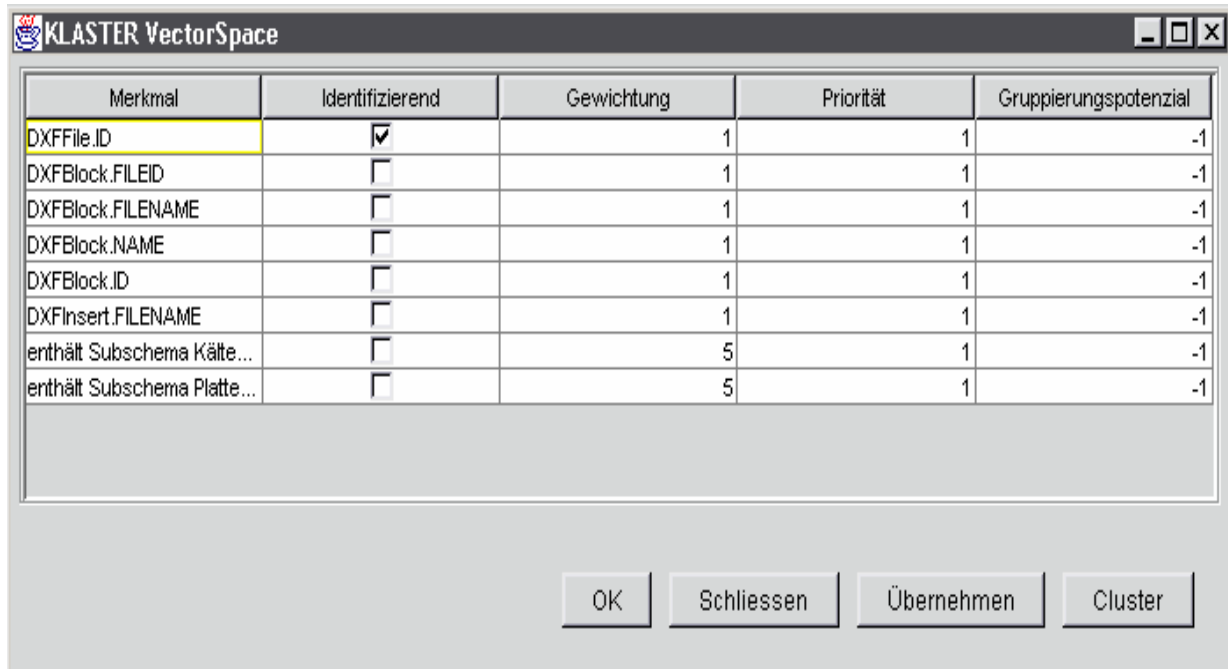 KLASTER VectorSpace
Merkmal Identifizierend Gewichtung Priorität Gruppierungspotenzial
DXFFile.ID 1 1 -1
DXFBlock.FILEID 1 1 -1
DXFBlock.FILENAME 1 1 -1
DXFBlock.NAME 1 1 -1
DXFBlock.ID 1 1 -1
DXFInsert.FILENAME 1 1 -1
enthält Subschema Kälte... 5 1 -1
enthält Subschema Platte... 5 1 -1
OK Schliessen Übernehmen Cluster